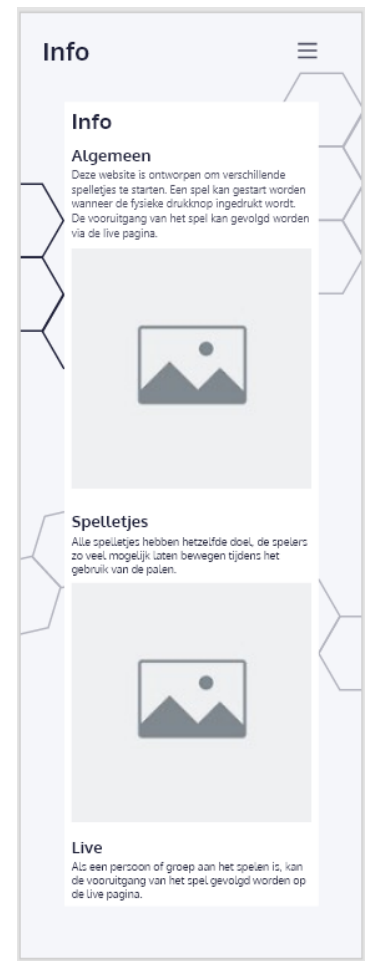 Info
Info
Algemeen
Deze website is ontworpen om verschillende
spelletjes te starten. Een spel kan gestart worden
wanneer de fysieke drukknop ingedrukt wordt.
De vooruitgang van het spel kan gevolgd worden
via de live pagina.
Spelletjes
Alle spelletjes hebben hetzelfde doel, de spelers
zo veel mogelijk laten bewegen tijdens het
gebruik van de palen.
Live
Als een persoon of groep aan het spelen is, kan
de vooruitgang van het spel gevolgd worden op
de live pagina.